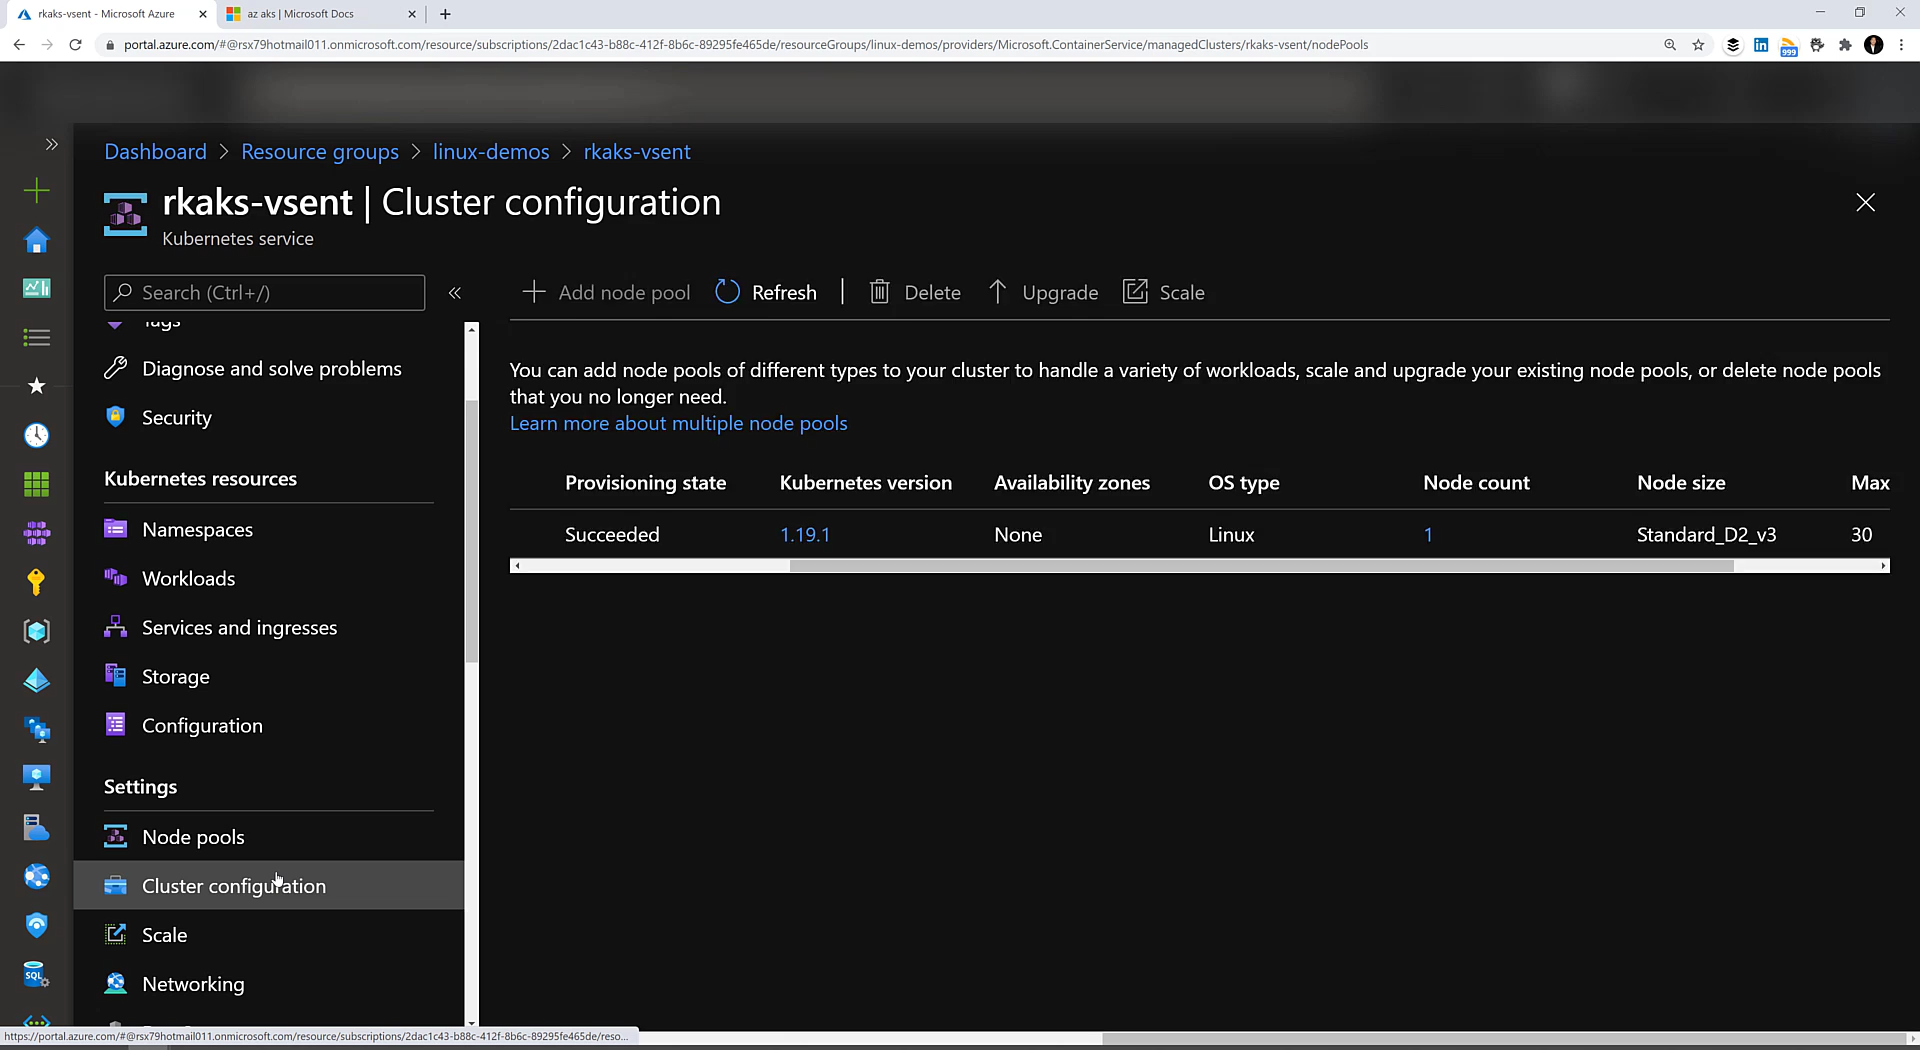 rkaks-vsent - Microsoft Azure
az aks | Microsoft Docs
portal.azure.com/#@rsx79hotmail011.onmicrosoft.com/resource/subscriptions/2dac1c43-b88c-412f-8b6c-89295fe465de/resourceGroups/linux-demos/providers/Microsoft.ContainerService/managedClusters/rkaks-vsent/nodePools
999
Dashboard > Resource groups > linux-demos > rkaks-vsent
rkaks-vsent | Cluster configuration
Kubernetes service
Search (Ctrl+/)
Add node pool Refresh | Delete Upgrade Scale
Tags
Diagnose and solve problems
Security
Kubernetes resources
Namespaces
Workloads
Services and ingresses
Storage
Configuration
Settings
Node pools
Cluster configuration
Scale
Networking
SQL
You can add node pools of different types to your cluster to handle a variety of workloads, scale and upgrade your existing node pools, or delete node pools
that you no longer need.
Learn more about multiple node pools
Provisioning state Kubernetes version Availability zones OS type Node count Node size Max
Succeeded 1.19.1 None Linux 1 Standard_D2_v3 30
https://portal.azure.com/#@rsx79hotmail011.onmicrosoft.com/resource/subscriptions/2dac1c43-b88c-412f-8b6c-89295fe465de/reso...